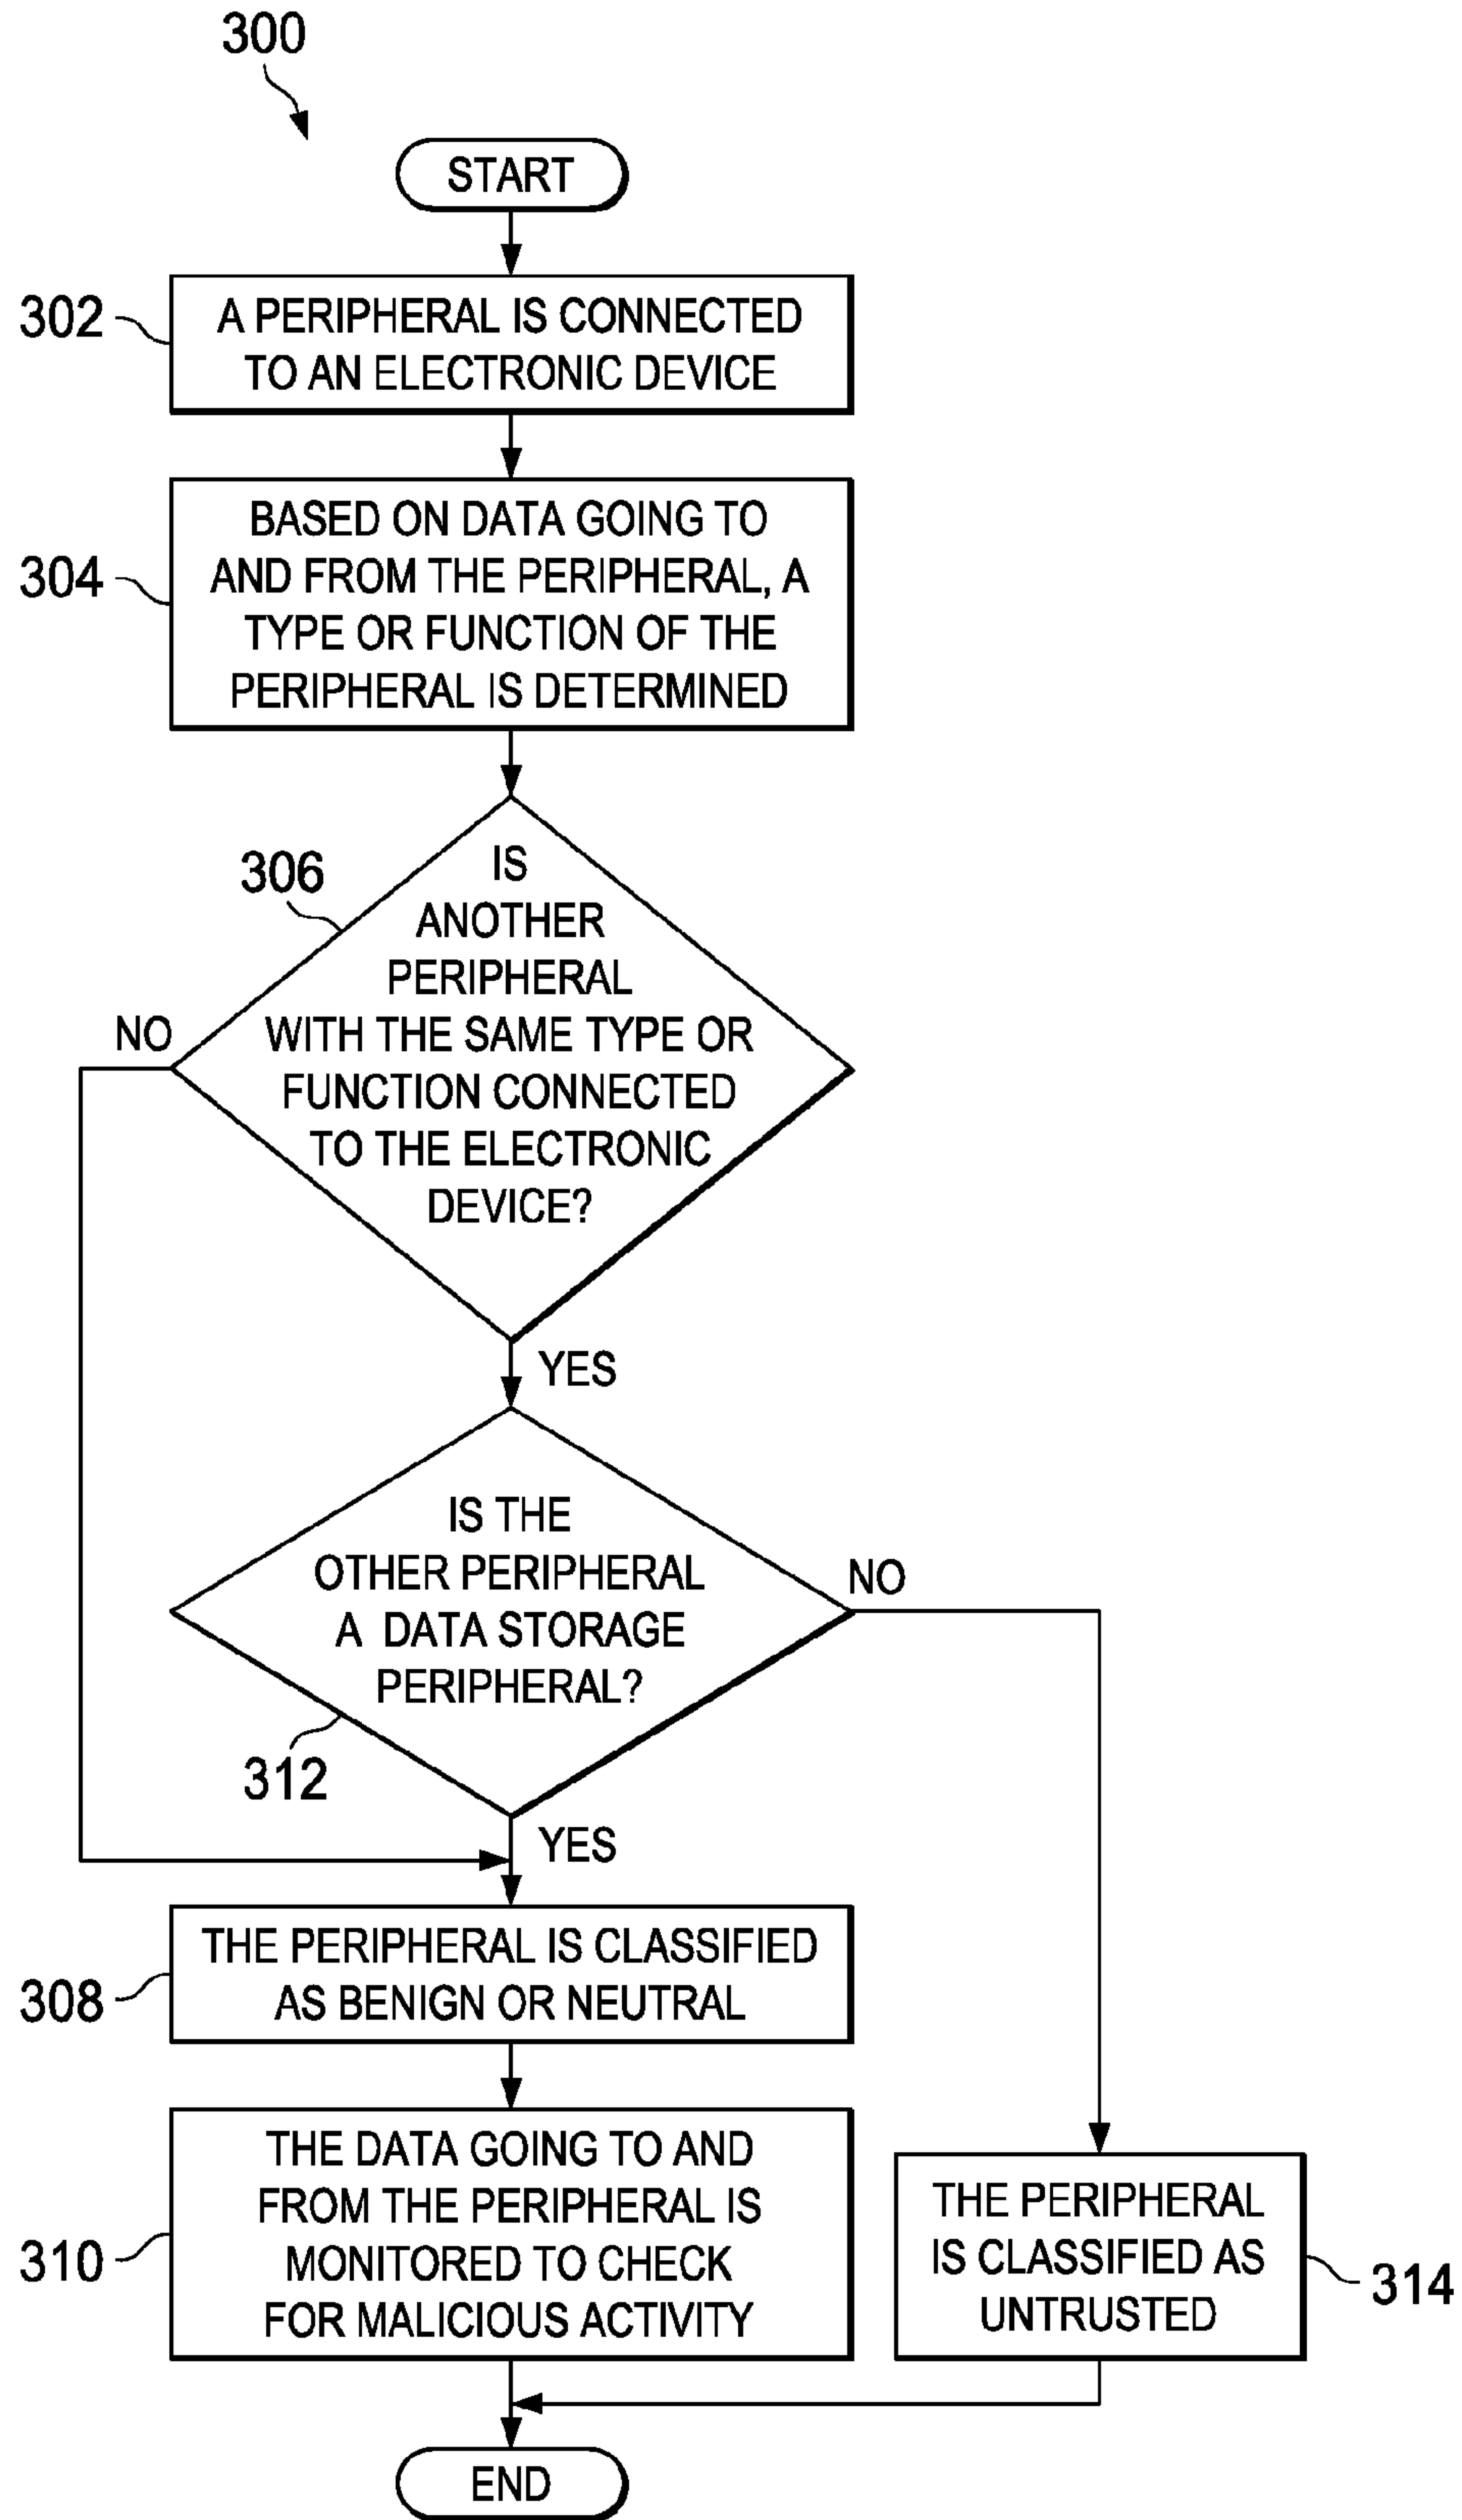 300
START
302
A PERIPHERAL IS CONNECTED
TO AN ELECTRONIC DEVICE
304
BASED ON DATA GOING TO
AND FROM THE PERIPHERAL, A
TYPE OR FUNCTION OF THE
PERIPHERAL IS DETERMINED
306
IS
ANOTHER
PERIPHERAL
WITH THE SAME TYPE OR
FUNCTION CONNECTED
TO THE ELECTRONIC
DEVICE?
NO
YES
IS THE
OTHER PERIPHERAL
A DATA STORAGE
PERIPHERAL?
NO
312
YES
308
THE PERIPHERAL IS CLASSIFIED
AS BENIGN OR NEUTRAL
310
THE DATA GOING TO AND
FROM THE PERIPHERAL IS
MONITORED TO CHECK
FOR MALICIOUS ACTIVITY
THE PERIPHERAL
IS CLASSIFIED AS
UNTRUSTED
314
END